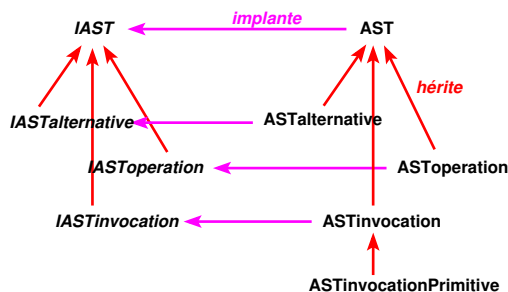 IAST implante AST
hérite
IASTalternative ASTalternative
IASToperation ASToperation
IASTinvocation ASTinvocation
ASTinvocationPrimitive